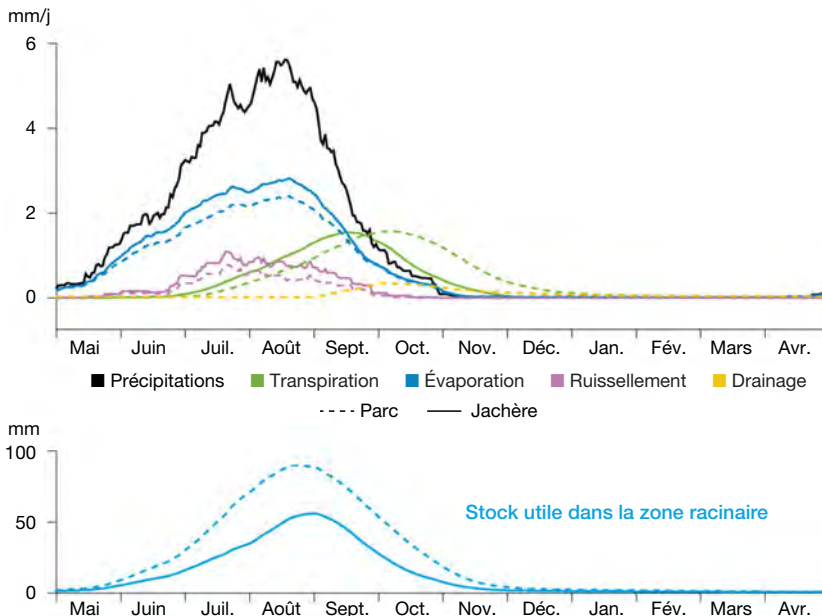 mm/j
6
4
2
0
Mai Juin Juil. Août Sept. Oct. Nov. Déc. Jan. Fév. Mars Avr.
Précipitations Transpiration Évaporation Ruissellement Drainage
Parc Jachère
mm
100
50
Stock utile dans la zone racinaire
0
Mai Juin Juil. Août Sept. Oct. Nov. Déc. Jan. Fév. Mars Avr.